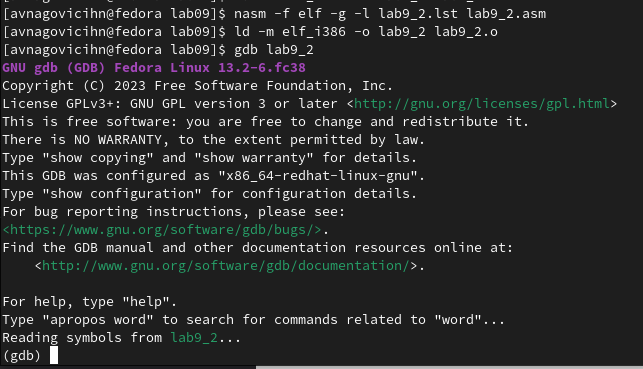 [avnagovicihn@fedora lab09]$ nasm -f elf -g -l lab9_2.lst lab9_2.asm
[avnagovicihn@fedora lab09]$ ld -m elf_i386 -o lab9_2 lab9_2.o
[avnagovicihn@fedora lab09]$ gdb lab9_2
GNU gdb (GDB) Fedora Linux 13.2-6.fc38
Copyright (C) 2023 Free Software Foundation, Inc.
License GPLv3+: GNU GPL version 3 or later <http://gnu.org/licenses/gpl.html>
This is free software: you are free to change and redistribute it.
There is NO WARRANTY, to the extent permitted by law.
Type "show copying" and "show warranty" for details.
This GDB was configured as "x86_64-redhat-linux-gnu".
Type "show configuration" for configuration details.
For bug reporting instructions, please see:
<https://www.gnu.org/software/gdb/bugs/>.
Find the GDB manual and other documentation resources online at:
    <http://www.gnu.org/software/gdb/documentation/>.

For help, type "help".
Type "apropos word" to search for commands related to "word"...
Reading symbols from lab9_2...
(gdb)